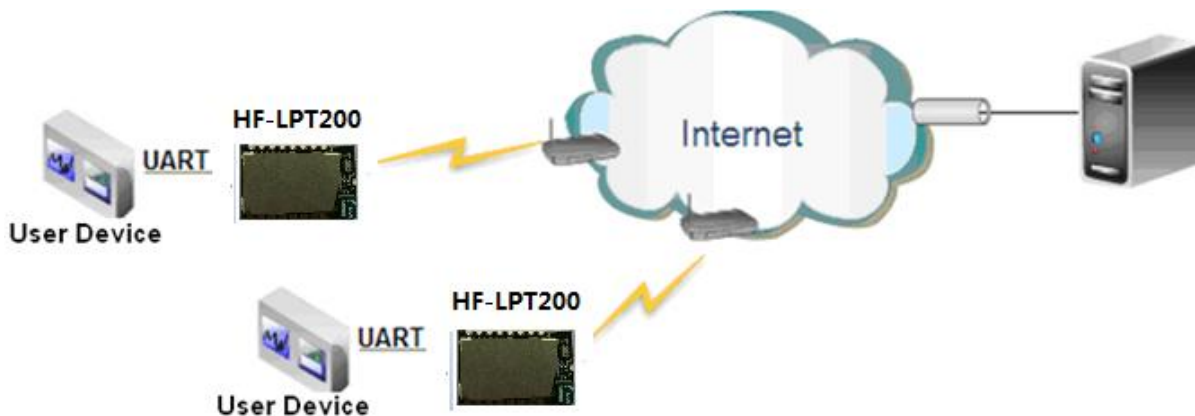 HF-LPT200
UART
User Device
Internet
HF-LPT200
UART
User Device